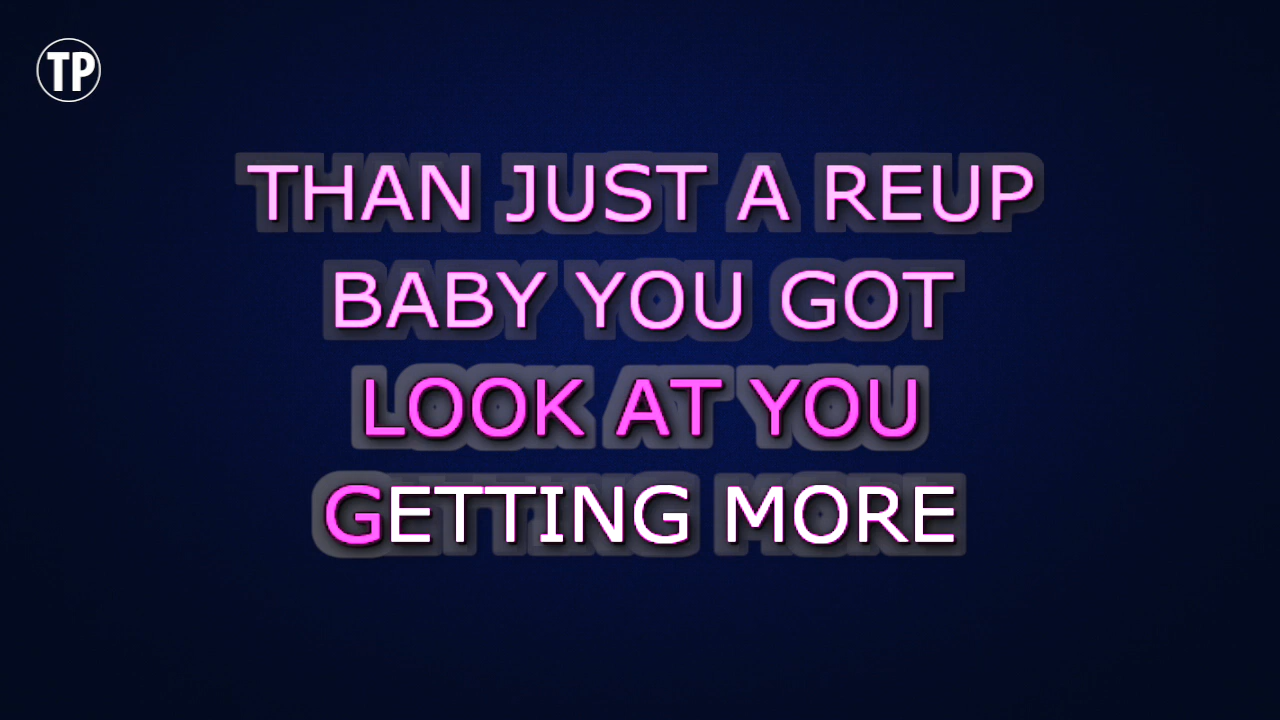 TP
THAN JUST A REUP
BABY YOU GOT
LOOK AT YOU
GETTING MORE